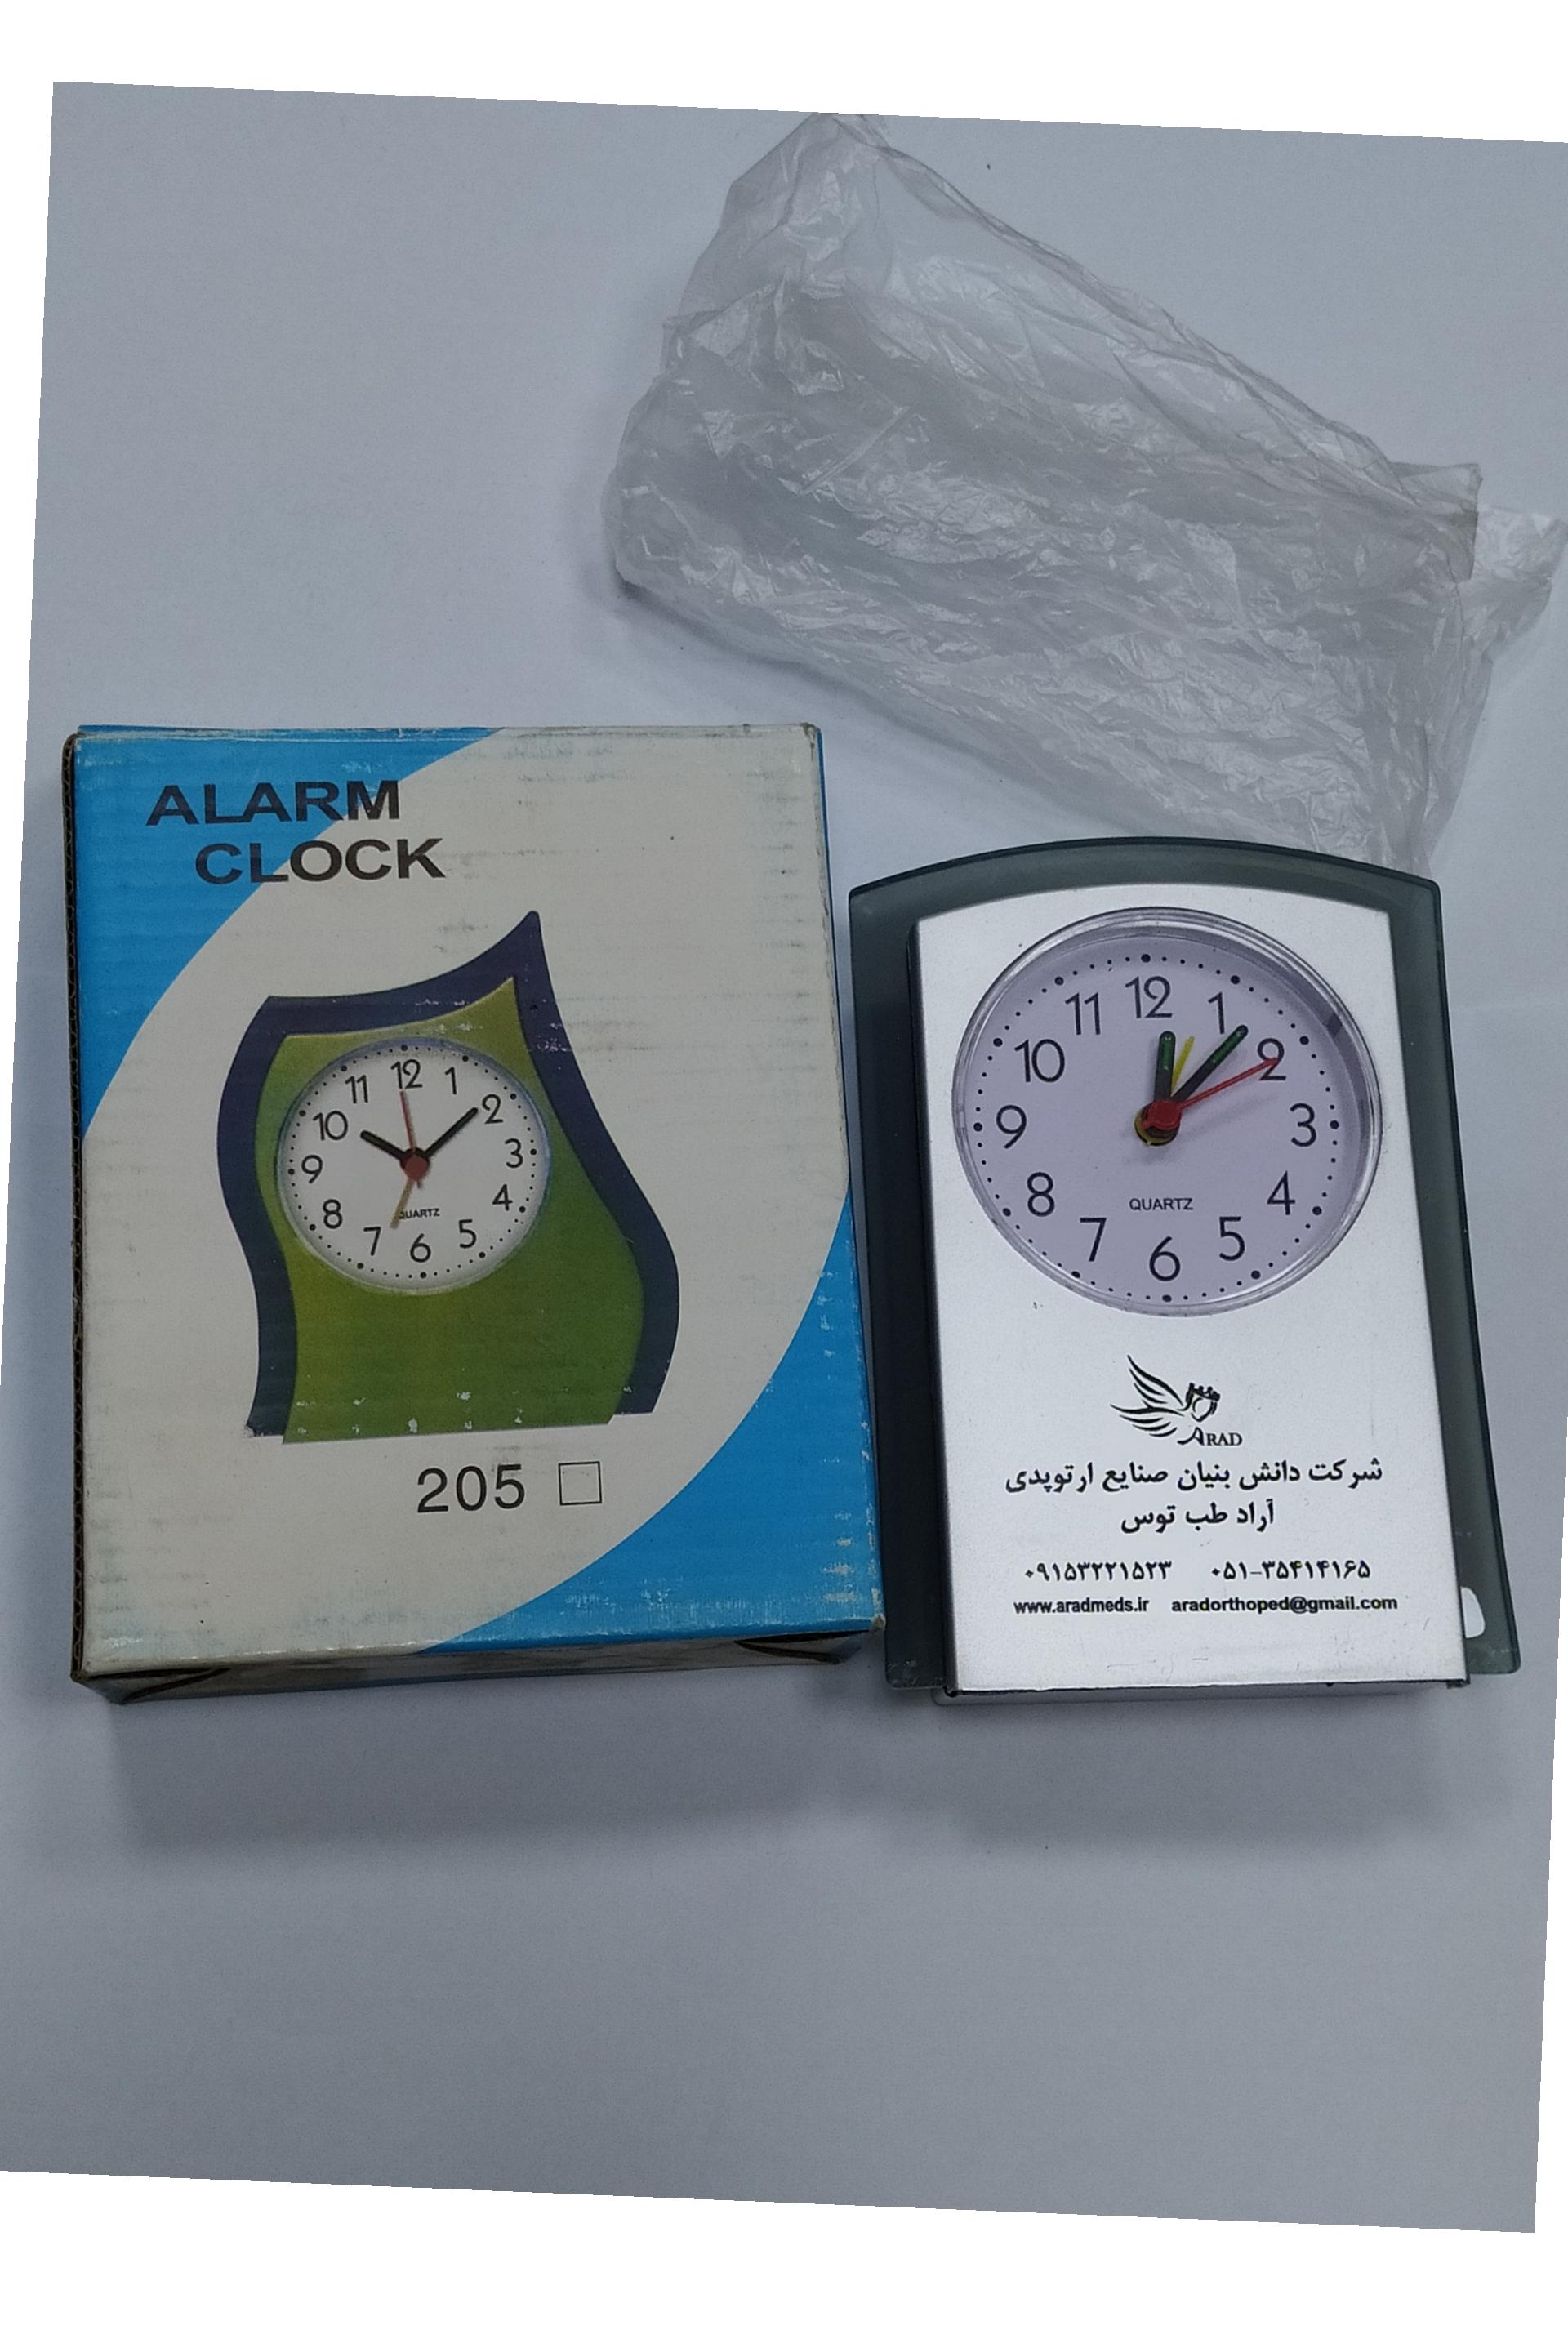 ALARM
CLOCK
11 12 1
10 2
9 3
8 4
7 6 5
QUARTZ
205
11 12 1
10 2
9 3
8 4
7 6 5
QUARTZ
ARAD
شرکت دانش بنیان صنایع ارتوپدی
آراد طب توس
۰۹۱۵۳۲۲۱۵۲۳ ۰۵۱-۳۵۴۱۴۱۶۵
www.aradmeds.ir aradorthoped@gmail.com